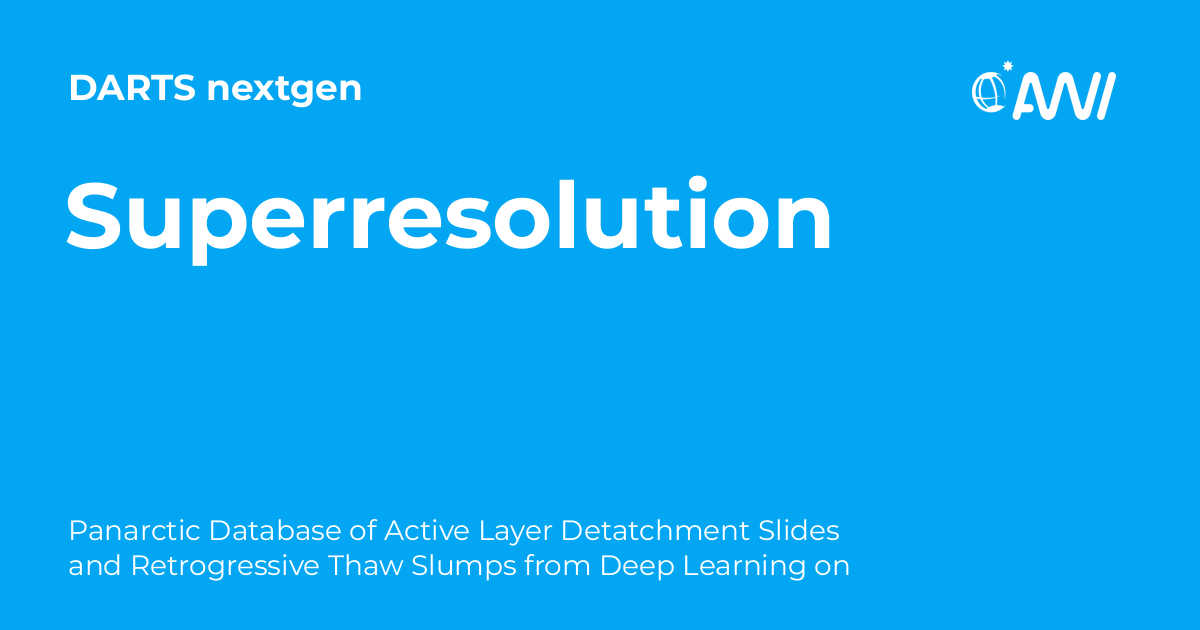 DARTS nextgen
AWI
Superresolution
Panarctic Database of Active Layer Detatchment Slides
and Retrogressive Thaw Slumps from Deep Learning on